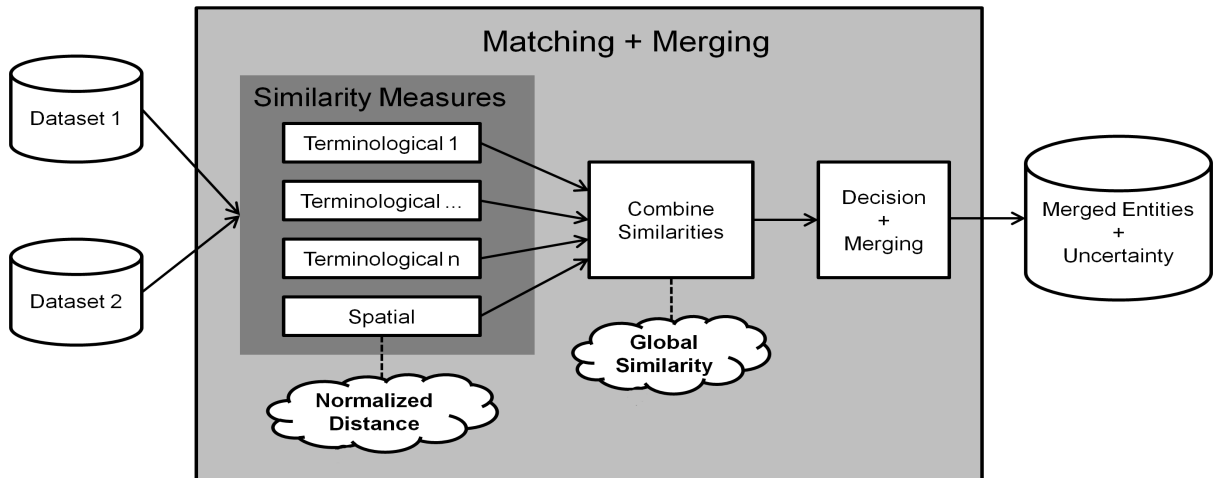 Matching + Merging
Dataset 1
Dataset 2
Similarity Measures
Terminological 1
Terminological ...
Terminological n
Spatial
Normalized
Distance
Combine
Similarities
Global
Similarity
Decision
+
Merging
Merged Entities
+
Uncertainty